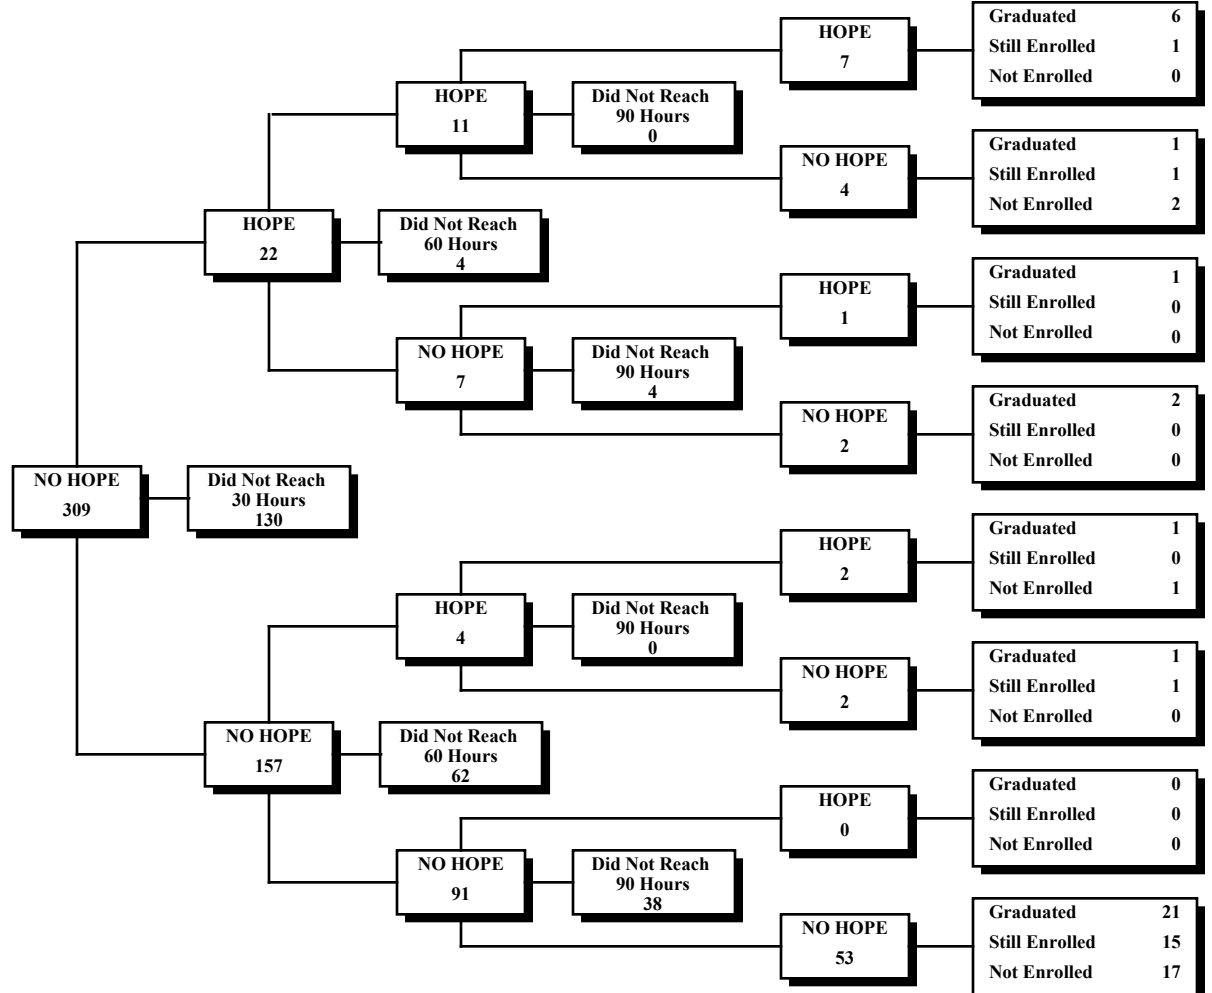 NO HOPE
309
Did Not Reach
30 Hours
130
HOPE
22
Did Not Reach
60 Hours
4
NO HOPE
157
Did Not Reach
60 Hours
62
HOPE
11
Did Not Reach
90 Hours
0
NO HOPE
7
Did Not Reach
90 Hours
4
HOPE
4
Did Not Reach
90 Hours
0
NO HOPE
91
Did Not Reach
90 Hours
38
HOPE
7
Graduated 6
Still Enrolled 1
Not Enrolled 0
NO HOPE
4
Graduated 1
Still Enrolled 1
Not Enrolled 2
HOPE
1
Graduated 1
Still Enrolled 0
Not Enrolled 0
NO HOPE
2
Graduated 2
Still Enrolled 0
Not Enrolled 0
HOPE
2
Graduated 1
Still Enrolled 0
Not Enrolled 1
NO HOPE
2
Graduated 1
Still Enrolled 1
Not Enrolled 0
HOPE
0
Graduated 0
Still Enrolled 0
Not Enrolled 0
NO HOPE
53
Graduated 21
Still Enrolled 15
Not Enrolled 17